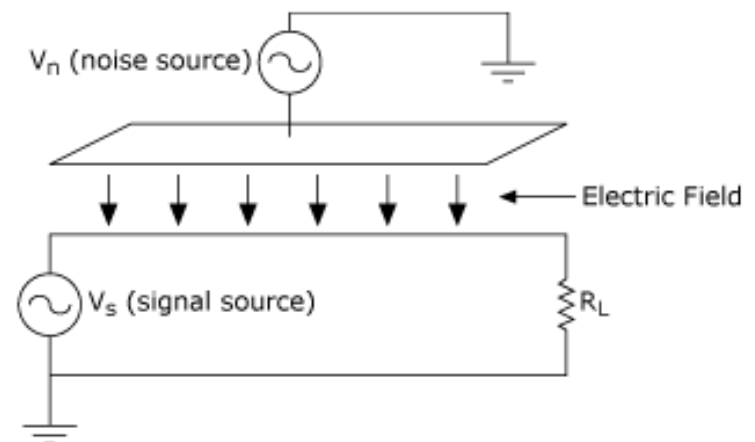 Vn (noise source)
Electric Field
Vs (signal source)
RL